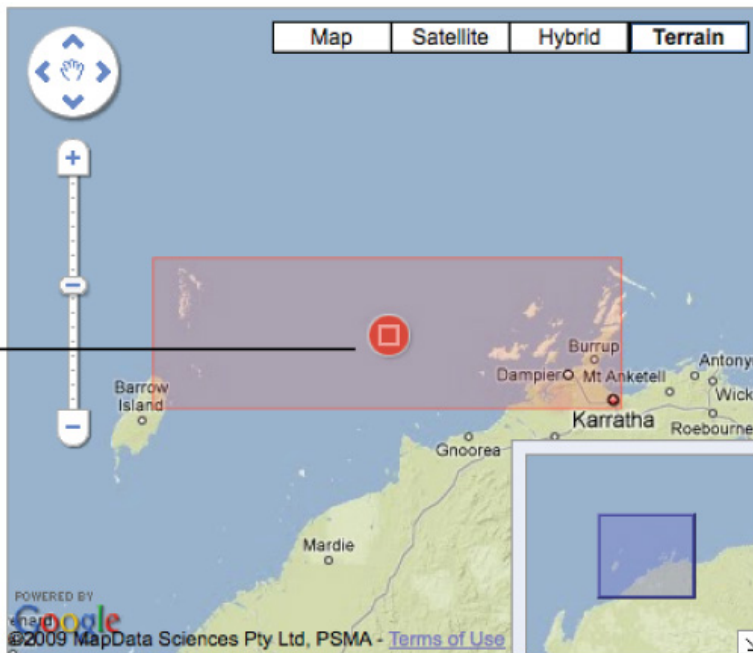 Map
Satellite
Hybrid
Terrain
Burrup
Dampier
Mt Anketell
Antony
Wick
Barrow
Island
Karratha
Roebourne
Gnoorea
Mardie
POWERED BY
Google
©2009 MapData Sciences Pty Ltd, PSMA - Terms of Use